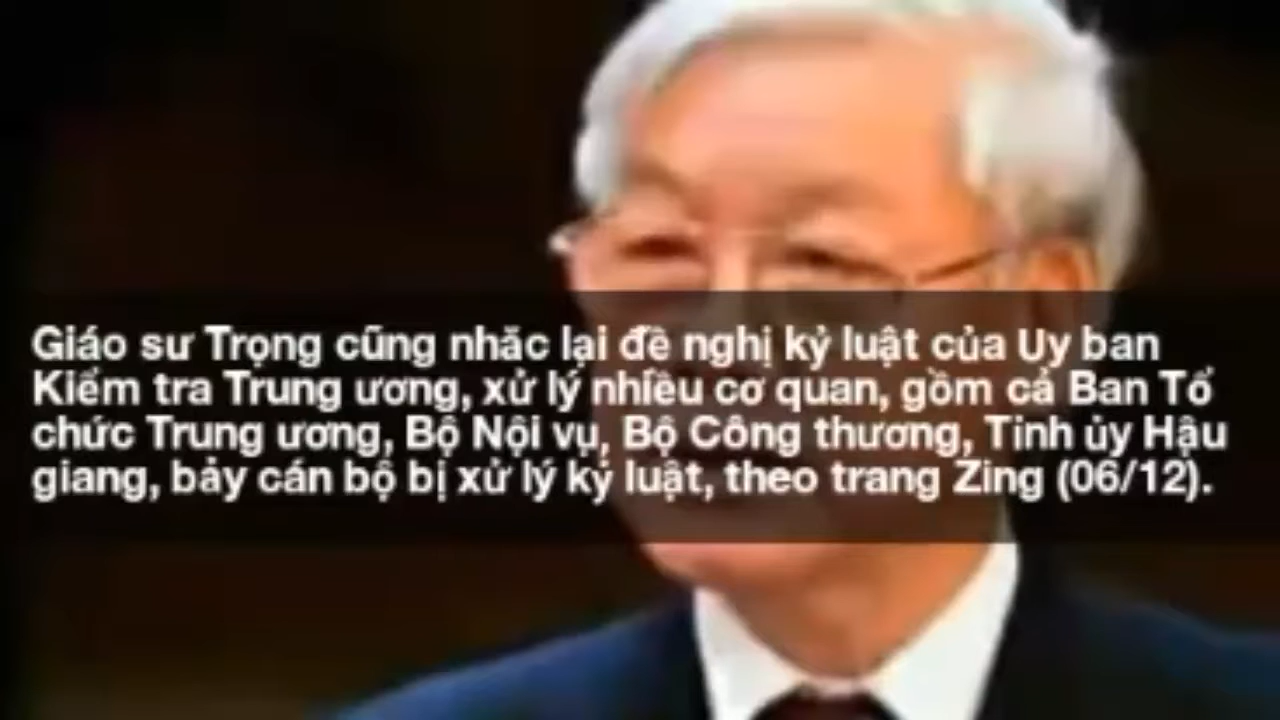 Giáo sư Trọng cũng nhắc lại đề nghị kỷ luật của Uy ban
Kiểm tra Trung ương, xử lý nhiều cơ quan, gồm cả Ban Tổ
chức Trung ương, Bộ Nội vụ, Bộ Công thương, Tỉnh ủy Hậu
giang, bảy cán bộ bị xử lý kỷ luật, theo trang Zing (06/12).